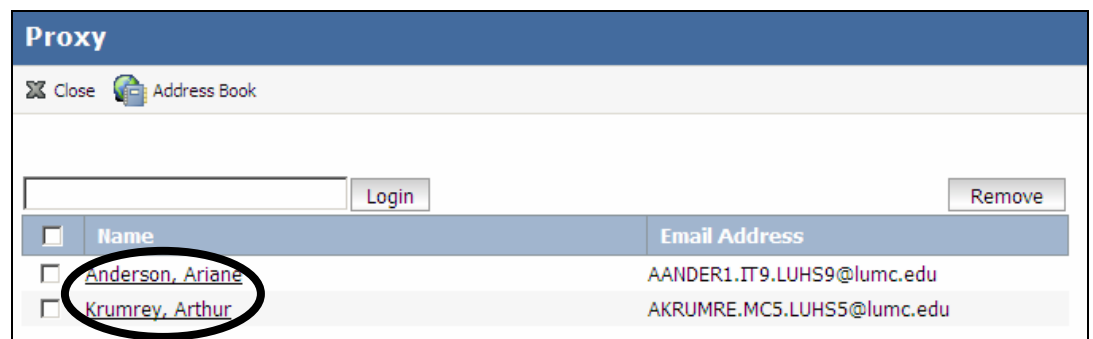 Proxy
Close Address Book
Login Remove
Name Email Address
Anderson, Ariane AANDER1.IT9.LUHS9@lumc.edu
Krumrey, Arthur AKRUMRE.MC5.LUHS5@lumc.edu